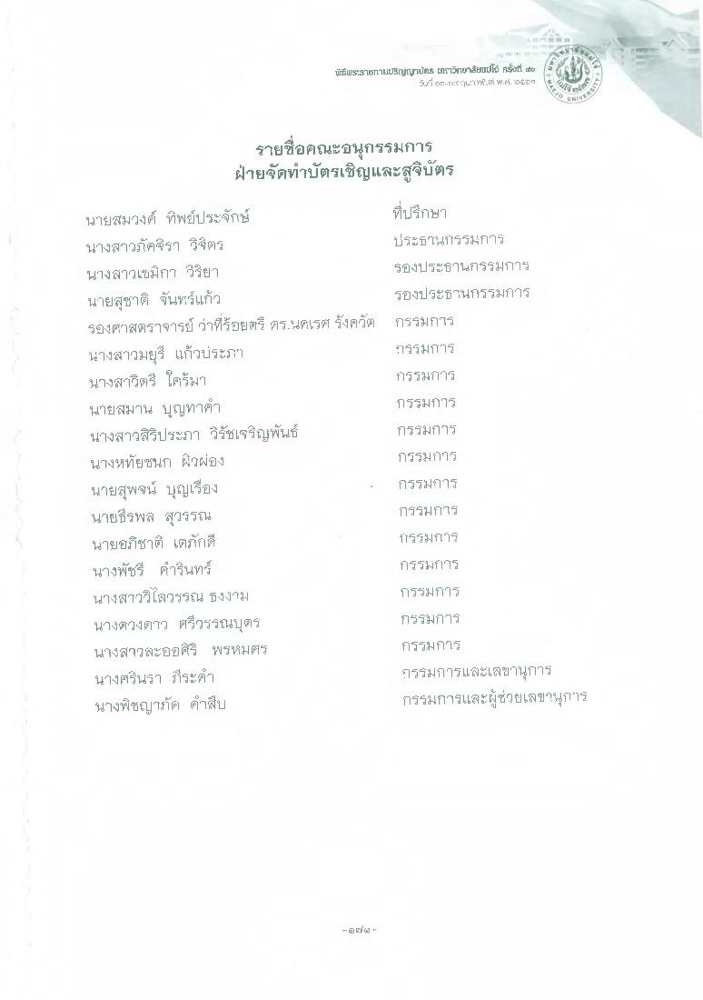 พิธีพระราชทานปริญญาบัตร มหาวิทยาลัยแม่โจ้ ครั้งที่ ๔๐
กุมภาพันธ์ พ.ศ. ๒๕๖๑
มหาวิทยาลัยแม่โจ้
MAEJO UNIVERSITY
รายชื่อคณะอนุกรรมการ
ฝ่ายจัดทำบัตรเชิญและสูจิบัตร
นายสมวงศ์ ทิพย์ประจักษ์ ที่ปรึกษา
นางสาวภัคจิรา วิจิตร ประธานกรรมการ
นางสาวเขมิกา วิริยา รองประธานกรรมการ
นายสุชาติ จันทร์แก้ว รองประธานกรรมการ
รองศาสตราจารย์ ว่าที่ร้อยตรี ดร.นคเรศ รังควัต กรรมการ
นางสาวมยุรี แก้วประภา กรรมการ
นางสาวิตรี ใคร้มา กรรมการ
นายสมาน บุญทาคำ กรรมการ
นางสาวสิริประภา วิรัชเจริญพันธ์ กรรมการ
นางหทัยชนก ผิวผ่อง กรรมการ
นายสุพจน์ บุญเรือง กรรมการ
นายธีรพล สุวรรณ กรรมการ
นายอภิชาติ เตภักดี กรรมการ
นางพัชรี คำรินทร์ กรรมการ
นางสาววิไลวรรณ ธงงาม กรรมการ
นางดวงดาว ศรีวรรณบุตร กรรมการ
นางสาวละออศิริ พรหมศร กรรมการ
นางศรินรา ภีระคำ กรรมการและเลขานุการ
นางพิชญาภัค คำสืบ กรรมการและผู้ช่วยเลขานุการ
-๑๗๑-